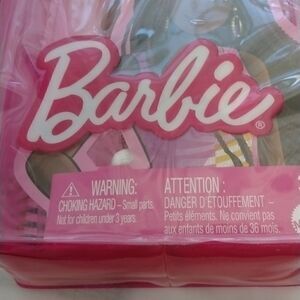 Barbie®
WARNING:
CHOKING HAZARD – Small parts.
Not for children under 3 years.
ATTENTION :
DANGER D'ÉTOUFFEMENT –
Petits éléments. Ne convient pas
aux enfants de moins de 36 mois.